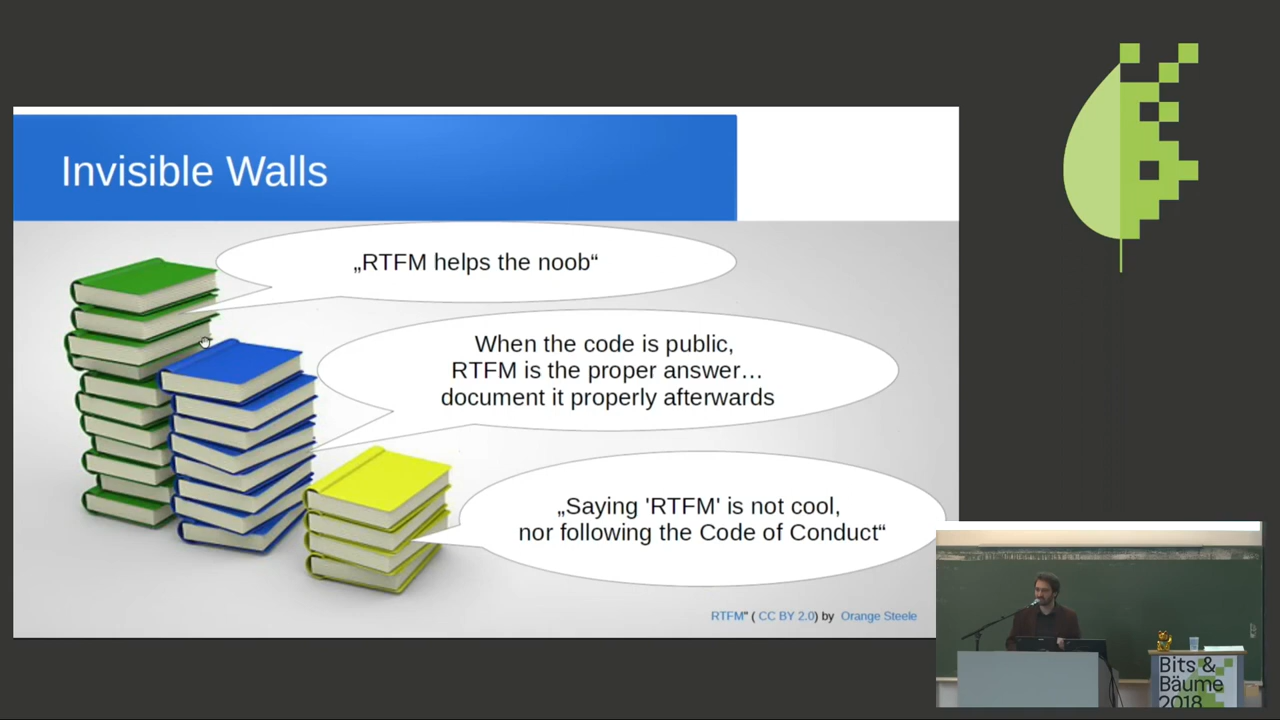 Invisible Walls
„RTFM helps the noob“
When the code is public,
RTFM is the proper answer…
document it properly afterwards
„Saying 'RTFM' is not cool,
nor following the Code of Conduct“
RTFM" ( CC BY 2.0) by Orange Steele
Bits &
Bäume
2018